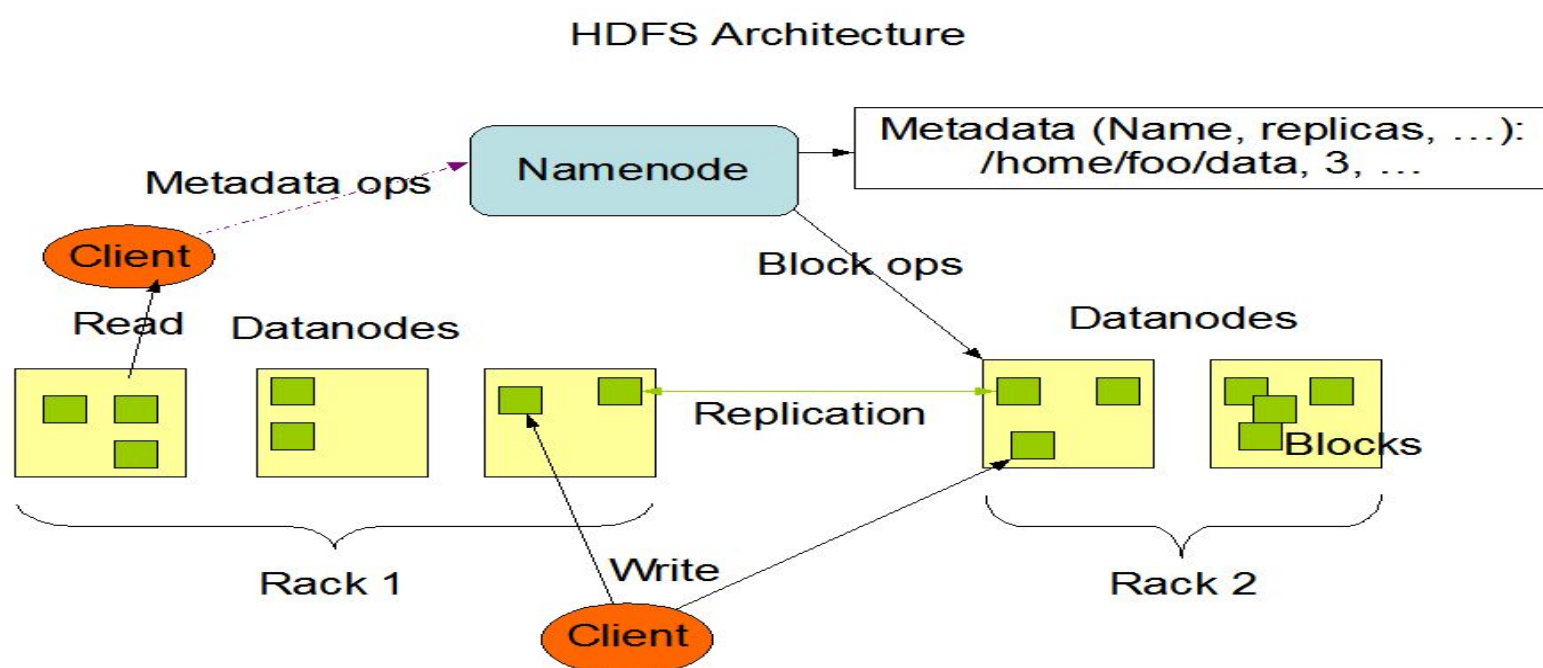 HDFS Architecture
Metadata (Name, replicas, …):
/home/foo/data, 3, …
Namenode
Metadata ops
Client
Block ops
Read
Datanodes
Datanodes
Replication
Blocks
Rack 1
Write
Rack 2
Client